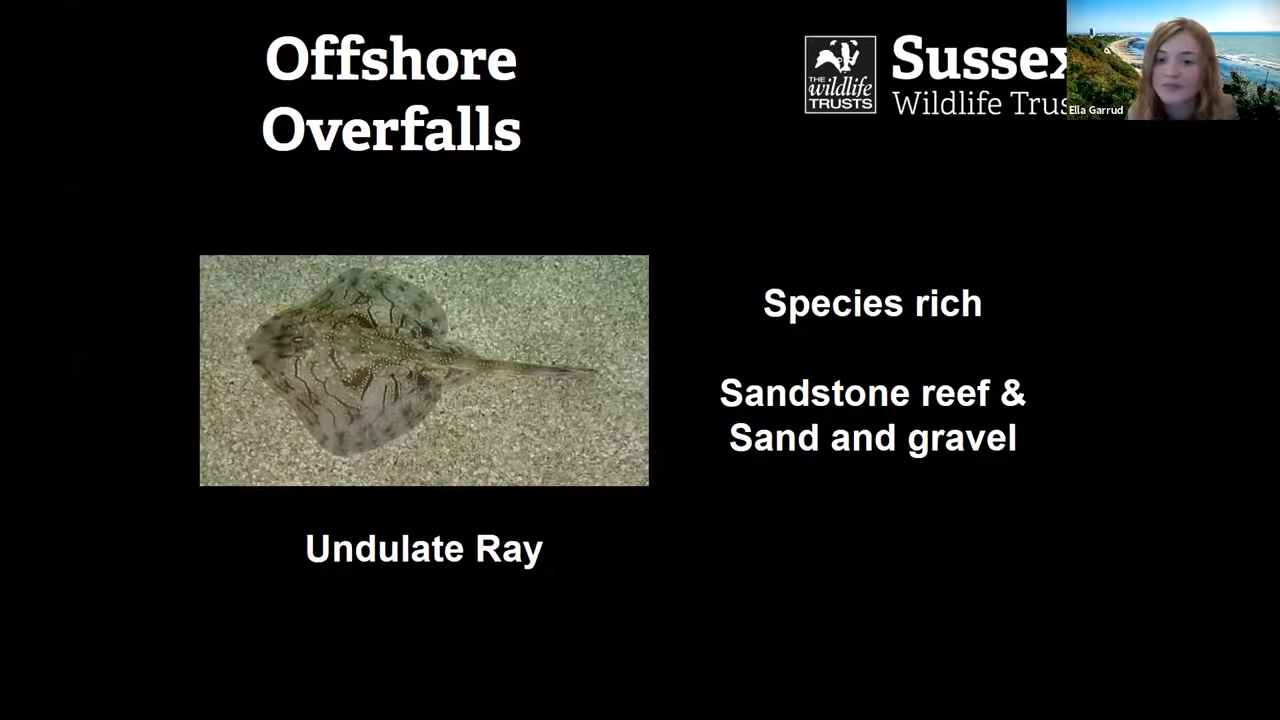 Offshore
Overfalls
THE
wildlife
TRUSTS
Sussex
Wildlife Trus
Ella Garrud
Species rich
Sandstone reef &
Sand and gravel
Undulate Ray